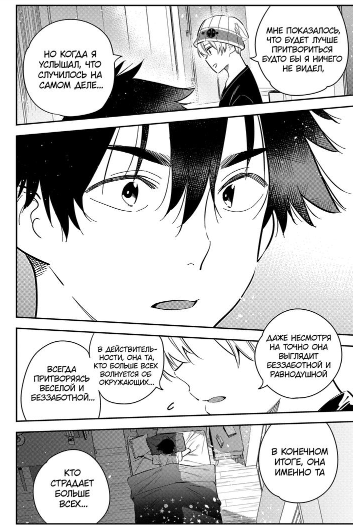 МНЕ ПОКАЗАЛОСЬ,
ЧТО БУДЕТ ЛУЧШЕ
ПРИТВОРИТЬСЯ
БУДТО БЫ Я НИЧЕГО
НЕ ВИДЕЛ,
НО КОГДА Я
УСЛЫШАЛ, ЧТО
СЛУЧИЛОСЬ НА
САМОМ ДЕЛЕ...
ДАЖЕ НЕСМОТРЯ
НА ТОЧНО ОНА
ВЫГЛЯДИТ
БЕЗЗАБОТНОЙ И
РАВНОДУШНОЙ
В ДЕЙСТВИТЕЛЬ-
НОСТИ, ОНА ТА,
КТО БОЛЬШЕ ВСЕХ
ВОЛНУЕТСЯ ОБ
ОКРУЖАЮЩИХ...
ВСЕГДА
ПРИТВОРЯЯСЬ
ВЕСЕЛОЙ И
БЕЗЗАБОТНОЙ...
В КОНЕЧНОМ
ИТОГЕ, ОНА
ИМЕННО ТА
КТО
СТРАДАЕТ
БОЛЬШЕ
ВСЕХ...